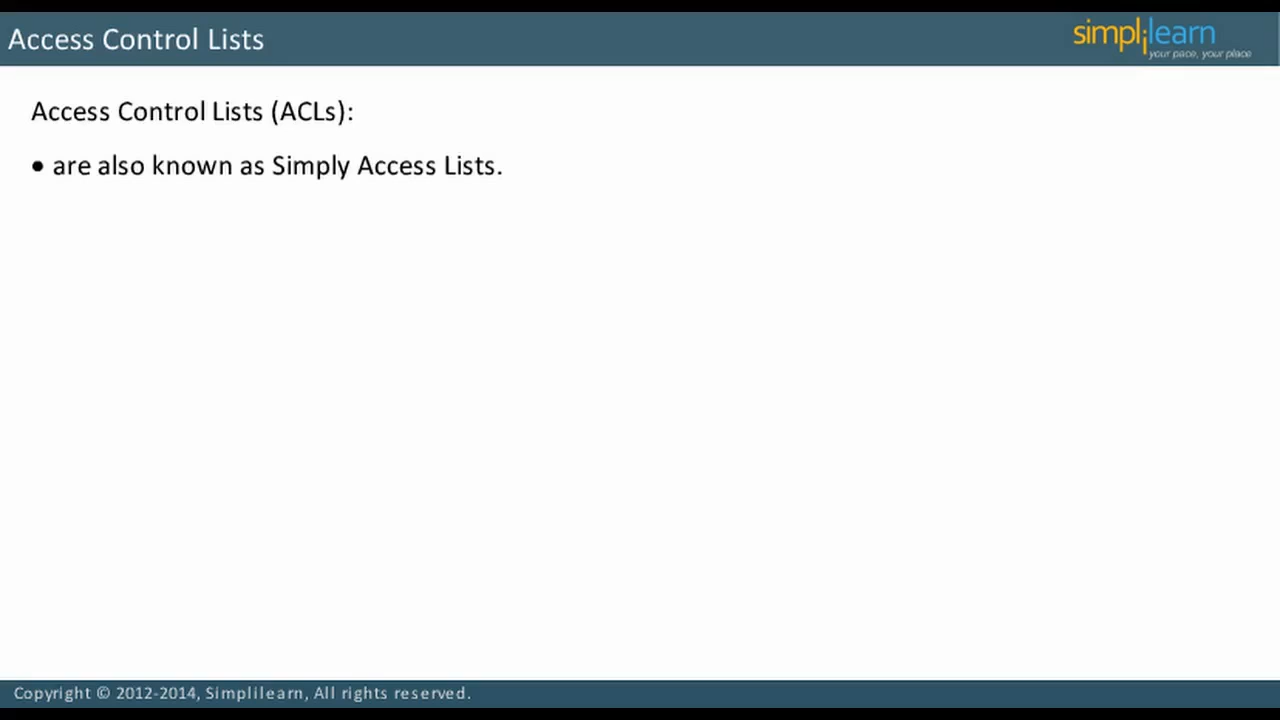 Access Control Lists
simplilearn
your pace, your place
Access Control Lists (ACLs):
• are also known as Simply Access Lists.
Copyright © 2012-2014, Simplilearn, All rights reserved.